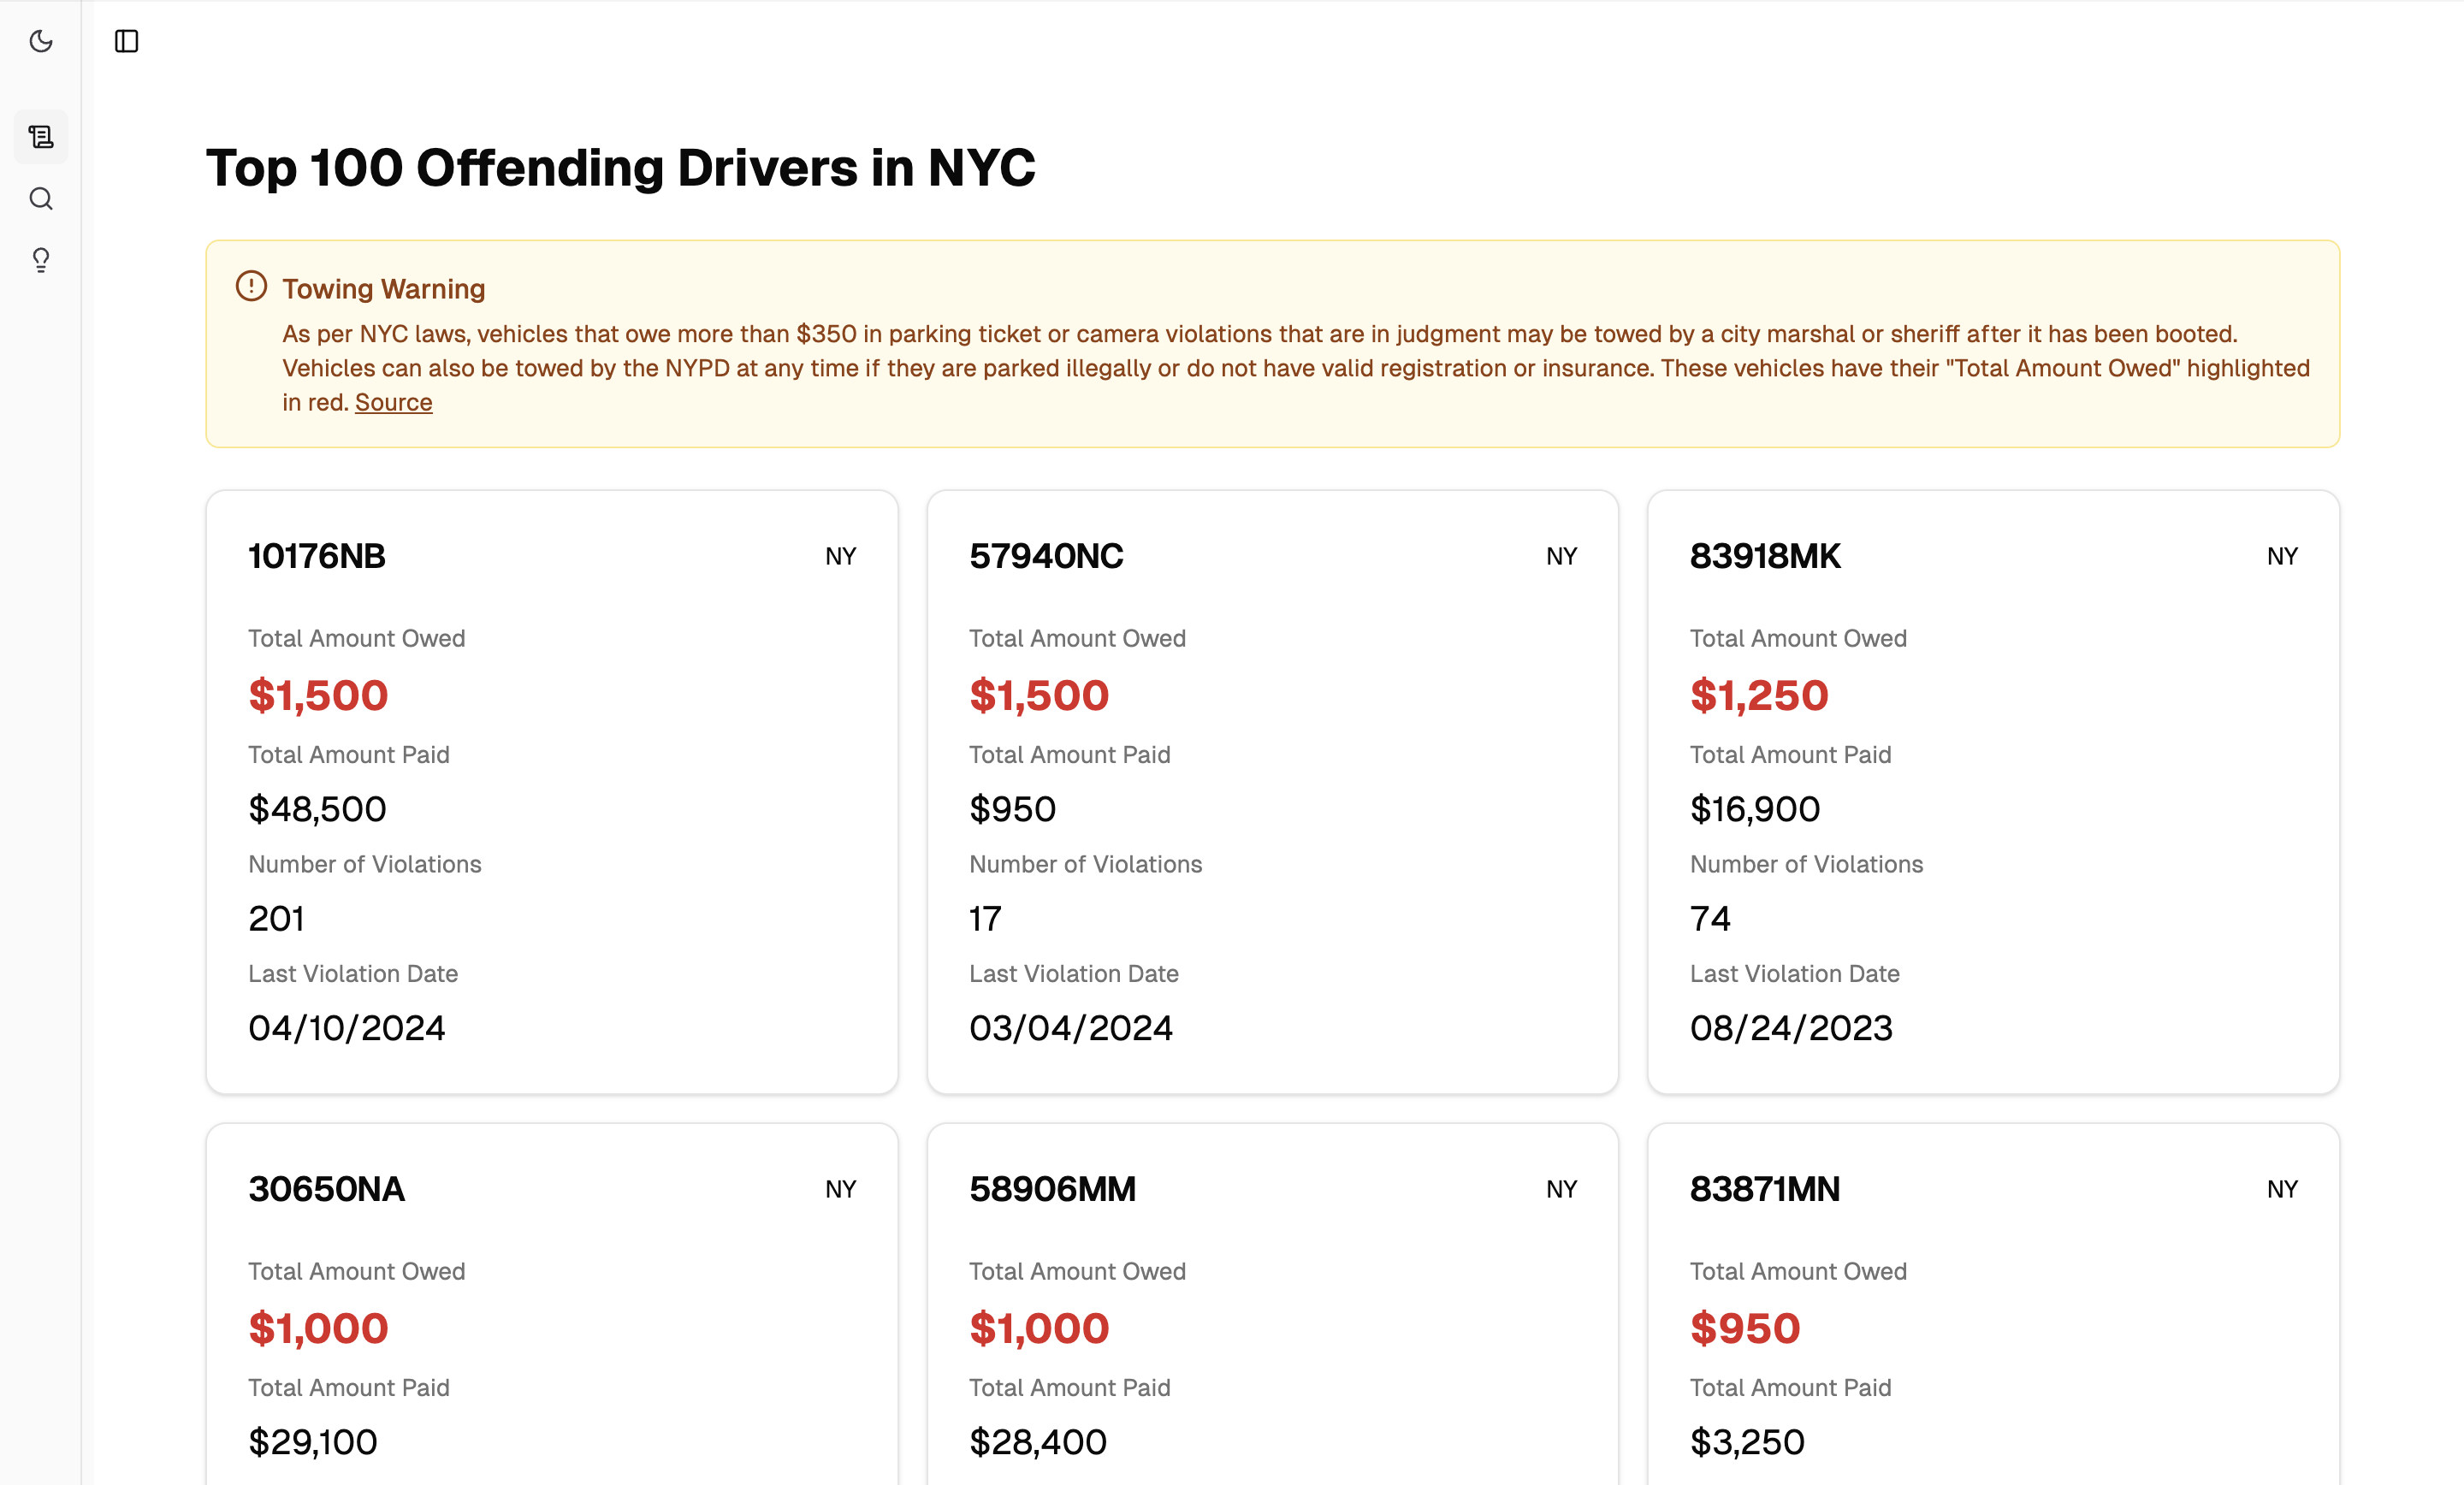 Top 100 Offending Drivers in NYC
Towing Warning
As per NYC laws, vehicles that owe more than $350 in parking ticket or camera violations that are in judgment may be towed by a city marshal or sheriff after it has been booted.
Vehicles can also be towed by the NYPD at any time if they are parked illegally or do not have valid registration or insurance. These vehicles have their "Total Amount Owed" highlighted
in red. Source
10176NB
NY
Total Amount Owed
$1,500
Total Amount Paid
$48,500
Number of Violations
201
Last Violation Date
04/10/2024
57940NC
NY
Total Amount Owed
$1,500
Total Amount Paid
$950
Number of Violations
17
Last Violation Date
03/04/2024
83918MK
NY
Total Amount Owed
$1,250
Total Amount Paid
$16,900
Number of Violations
74
Last Violation Date
08/24/2023
30650NA
NY
Total Amount Owed
$1,000
Total Amount Paid
$29,100
58906MM
NY
Total Amount Owed
$1,000
Total Amount Paid
$28,400
83871MN
NY
Total Amount Owed
$950
Total Amount Paid
$3,250